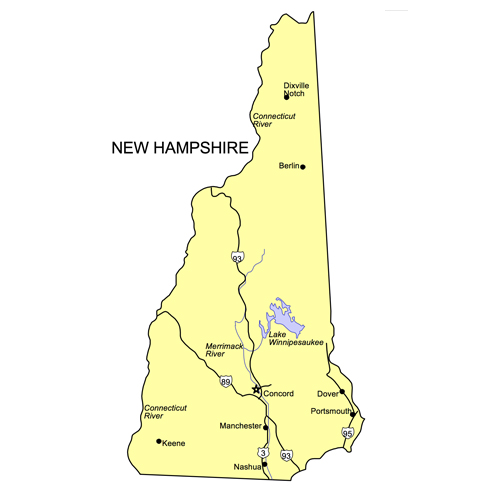 Dixville
Notch
Connecticut
River
NEW HAMPSHIRE
Berlin
93
Lake
Winnipesaukee
Merrimack
River
89
Concord
Dover
Connecticut
River
Portsmouth
Manchester
95
Keene
3
93
Nashua